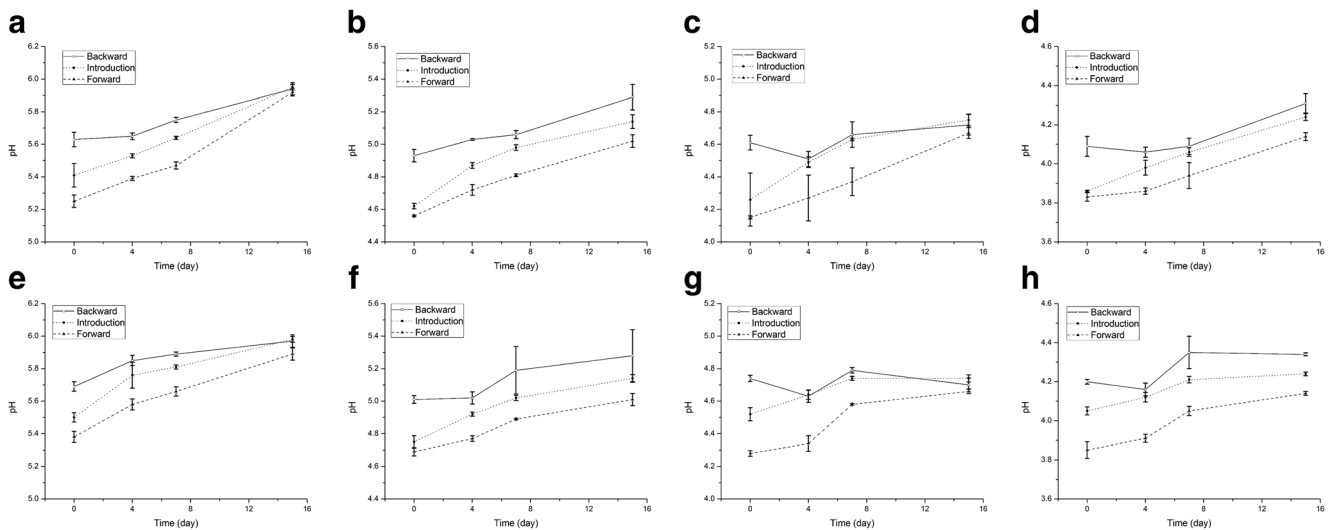 a
6.2
6.0
5.8
5.6
5.4
5.2
5.0
pH
Backward
Introduction
Forward
0 4 8 12 16
Time (day)
b
5.6
5.4
5.2
5.0
4.8
4.6
4.4
pH
Backward
Introduction
Forward
0 4 8 12 16
Time (day)
c
5.2
5.0
4.8
4.6
4.4
4.2
4.0
pH
Backward
Introduction
Forward
0 4 8 12 16
Time (day)
d
4.6
4.4
4.2
4.0
3.8
3.6
pH
Backward
Introduction
Forward
0 4 8 12 16
Time (day)
e
6.2
6.0
5.8
5.6
5.4
5.2
5.0
pH
Backward
Introduction
Forward
0 4 8 12 16
Time (day)
f
5.6
5.4
5.2
5.0
4.8
4.6
4.4
pH
Backward
Introduction
Forward
0 4 8 12 16
Time (day)
g
5.2
5.0
4.8
4.6
4.4
4.2
4.0
pH
Backward
Introduction
Forward
0 4 8 12 16
Time (day)
h
4.6
4.4
4.2
4.0
3.8
3.6
pH
Backward
Introduction
Forward
0 4 8 12 16
Time (day)